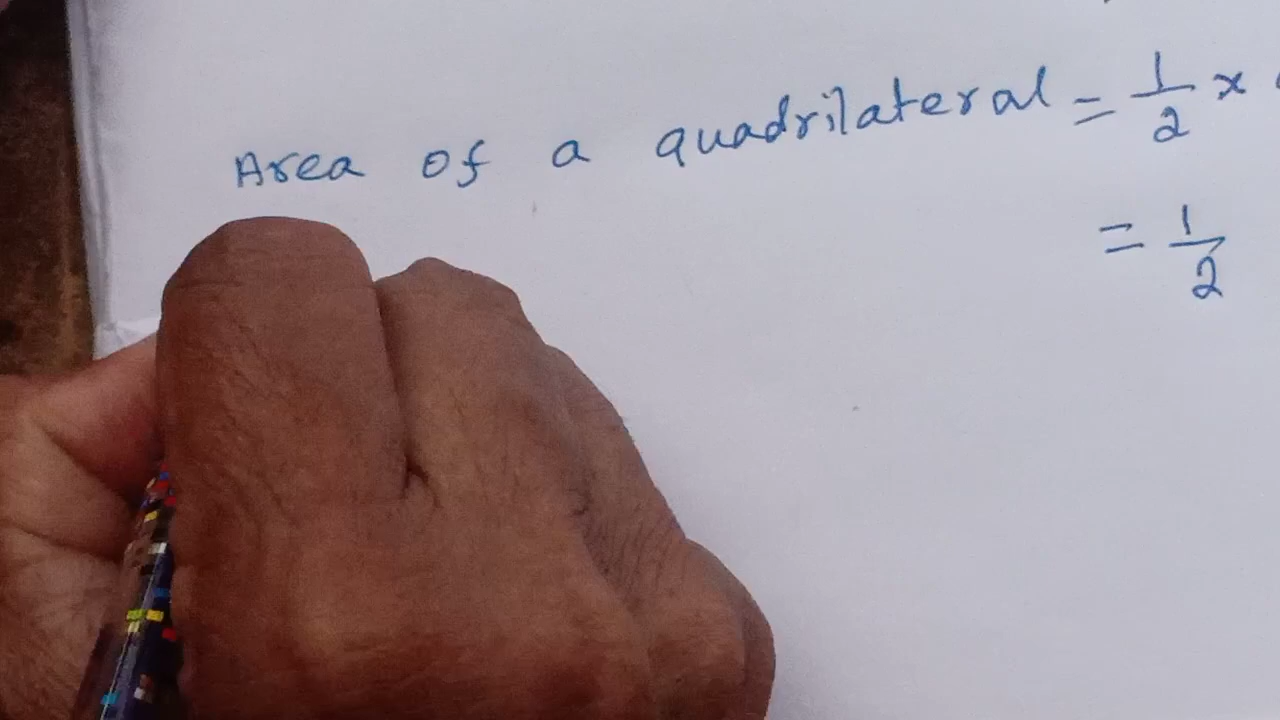 Area of a quadrilateral = 1/2 ×
= 1/2